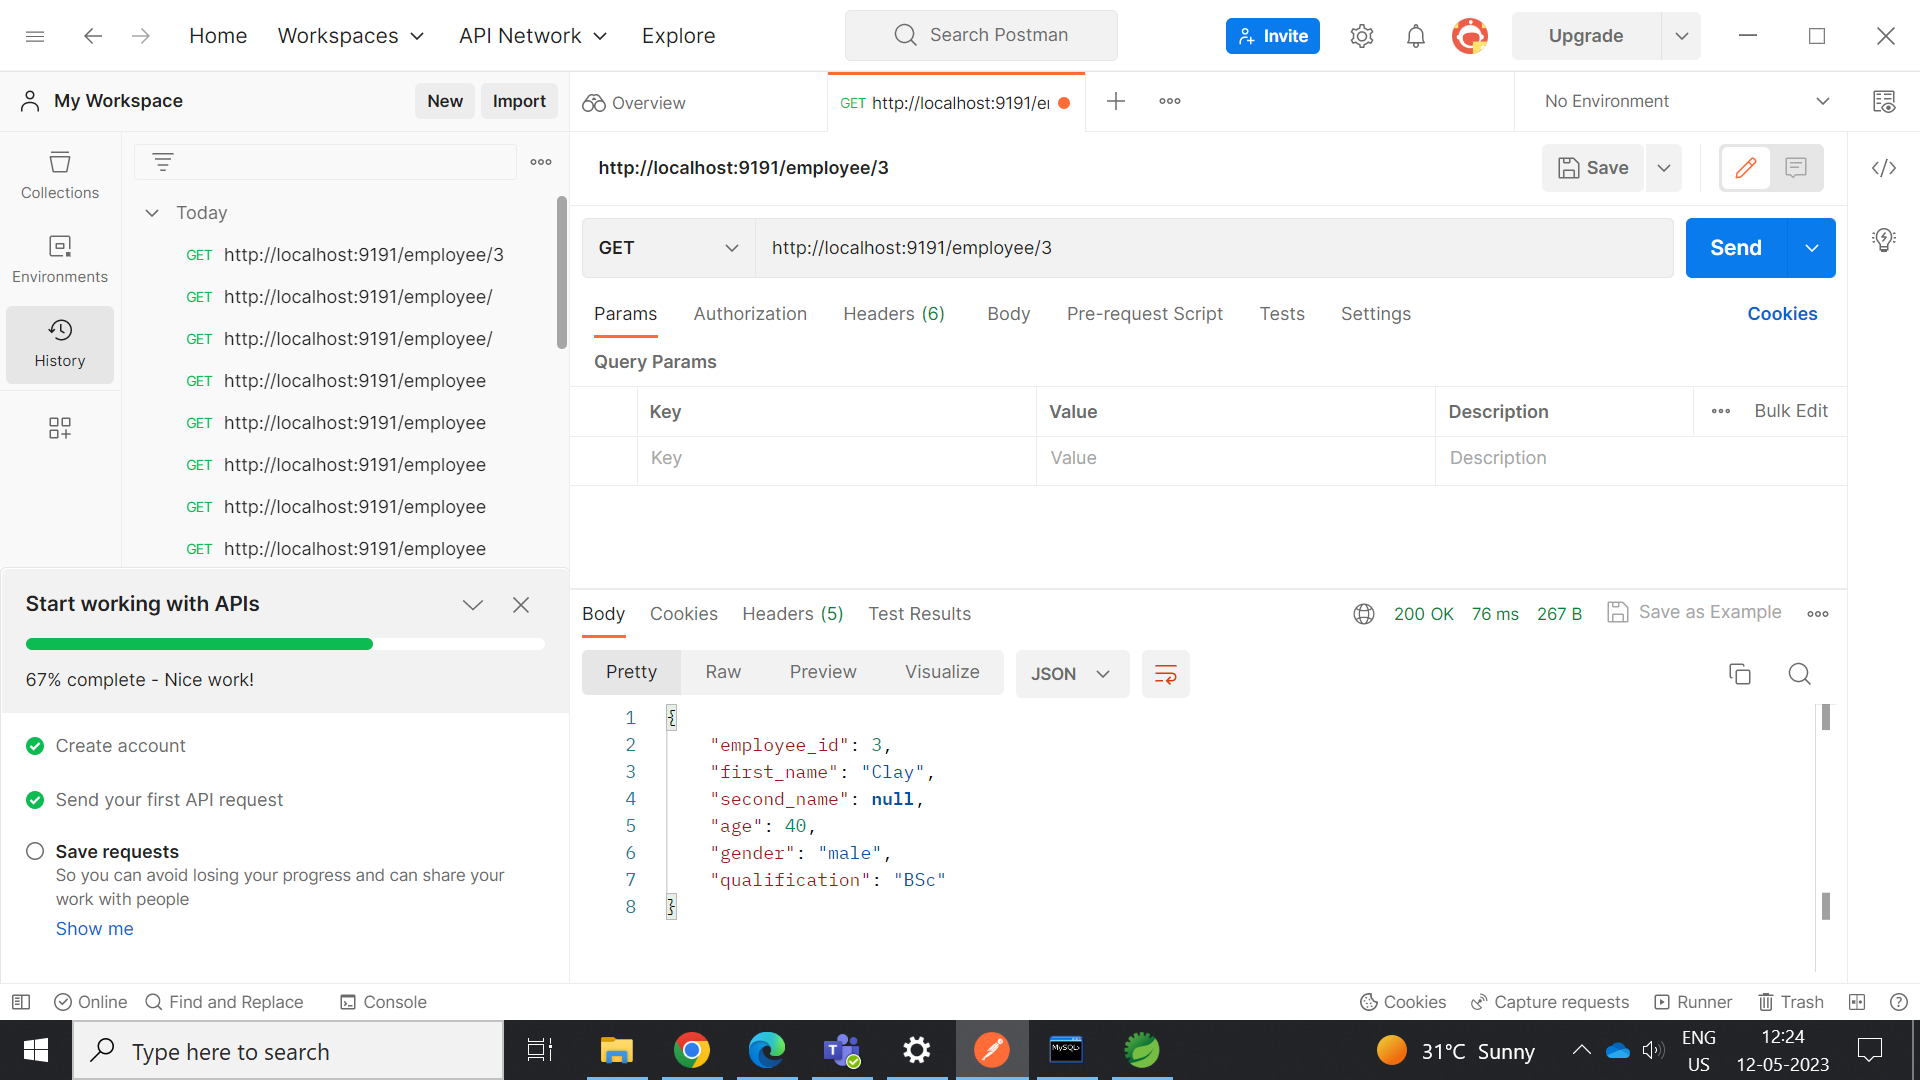 Home
Workspaces
API Network
Explore
Search Postman
Invite
Upgrade
My Workspace
New
Import
Overview
GET http://localhost:9191/e
No Environment
Collections
Environments
History
Today
GET http://localhost:9191/employee/3
GET http://localhost:9191/employee/
GET http://localhost:9191/employee/
GET http://localhost:9191/employee
GET http://localhost:9191/employee
GET http://localhost:9191/employee
GET http://localhost:9191/employee
GET http://localhost:9191/employee
http://localhost:9191/employee/3
Save
GET
http://localhost:9191/employee/3
Send
Params
Authorization
Headers (6)
Body
Pre-request Script
Tests
Settings
Cookies
Query Params
Key
Value
Description
Bulk Edit
Key
Value
Description
Start working with APIs
67% complete - Nice work!
Create account
Send your first API request
Save requests
So you can avoid losing your progress and can share your
work with people
Show me
Body
Cookies
Headers (5)
Test Results
200 OK
76 ms
267 B
Save as Example
Pretty
Raw
Preview
Visualize
JSON
1 {
2 "employee_id": 3,
3 "first_name": "Clay",
4 "second_name": null,
5 "age": 40,
6 "gender": "male",
7 "qualification": "BSc"
8 }
Online
Find and Replace
Console
Cookies
Capture requests
Runner
Trash
Type here to search
MySQL
31°C Sunny
ENG
US
12:24
12-05-2023